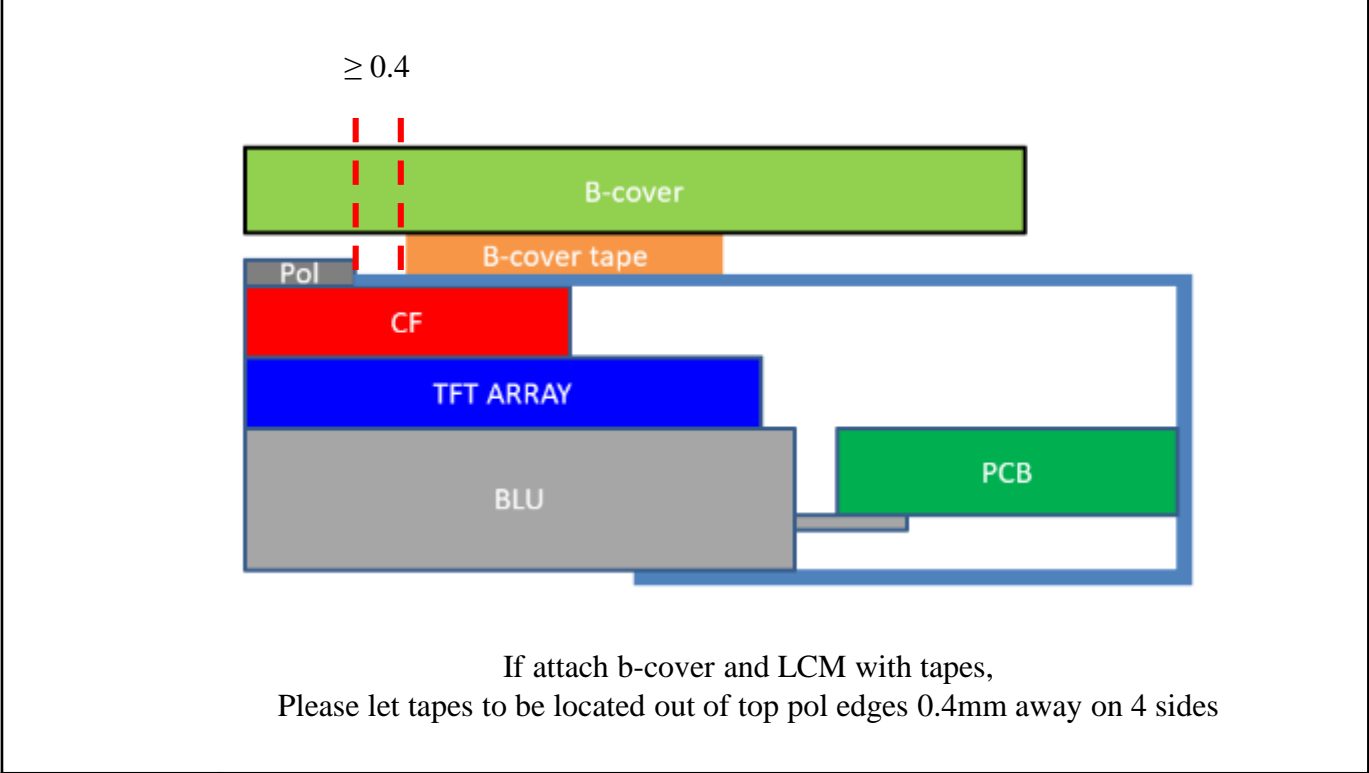 ≥ 0.4
B-cover
B-cover tape
Pol
CF
TFT ARRAY
PCB
BLU
If attach b-cover and LCM with tapes,
Please let tapes to be located out of top pol edges 0.4mm away on 4 sides